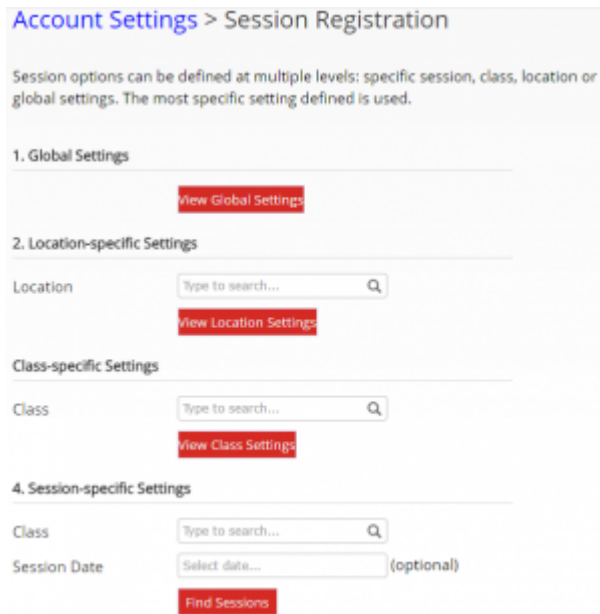 Account Settings > Session Registration
Session options can be defined at multiple levels: specific session, class, location or
global settings. The most specific setting defined is used.
1. Global Settings
View Global Settings
2. Location-specific Settings
Location Type to search...
View Location Settings
Class-specific Settings
Class Type to search...
View Class Settings
4. Session-specific Settings
Class Type to search...
Session Date Select date... (optional)
Find Sessions